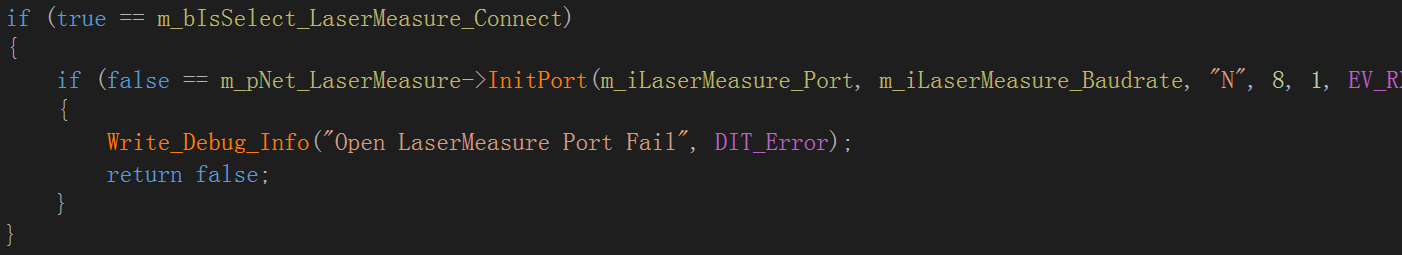 if (true == m_bIsSelect_LaserMeasure_Connect)
{
    if (false == m_pNet_LaserMeasure->InitPort(m_iLaserMeasure_Port, m_iLaserMeasure_Baudrate, "N", 8, 1, EV_R
    {
        Write_Debug_Info("Open LaserMeasure Port Fail", DIT_Error);
        return false;
    }
}